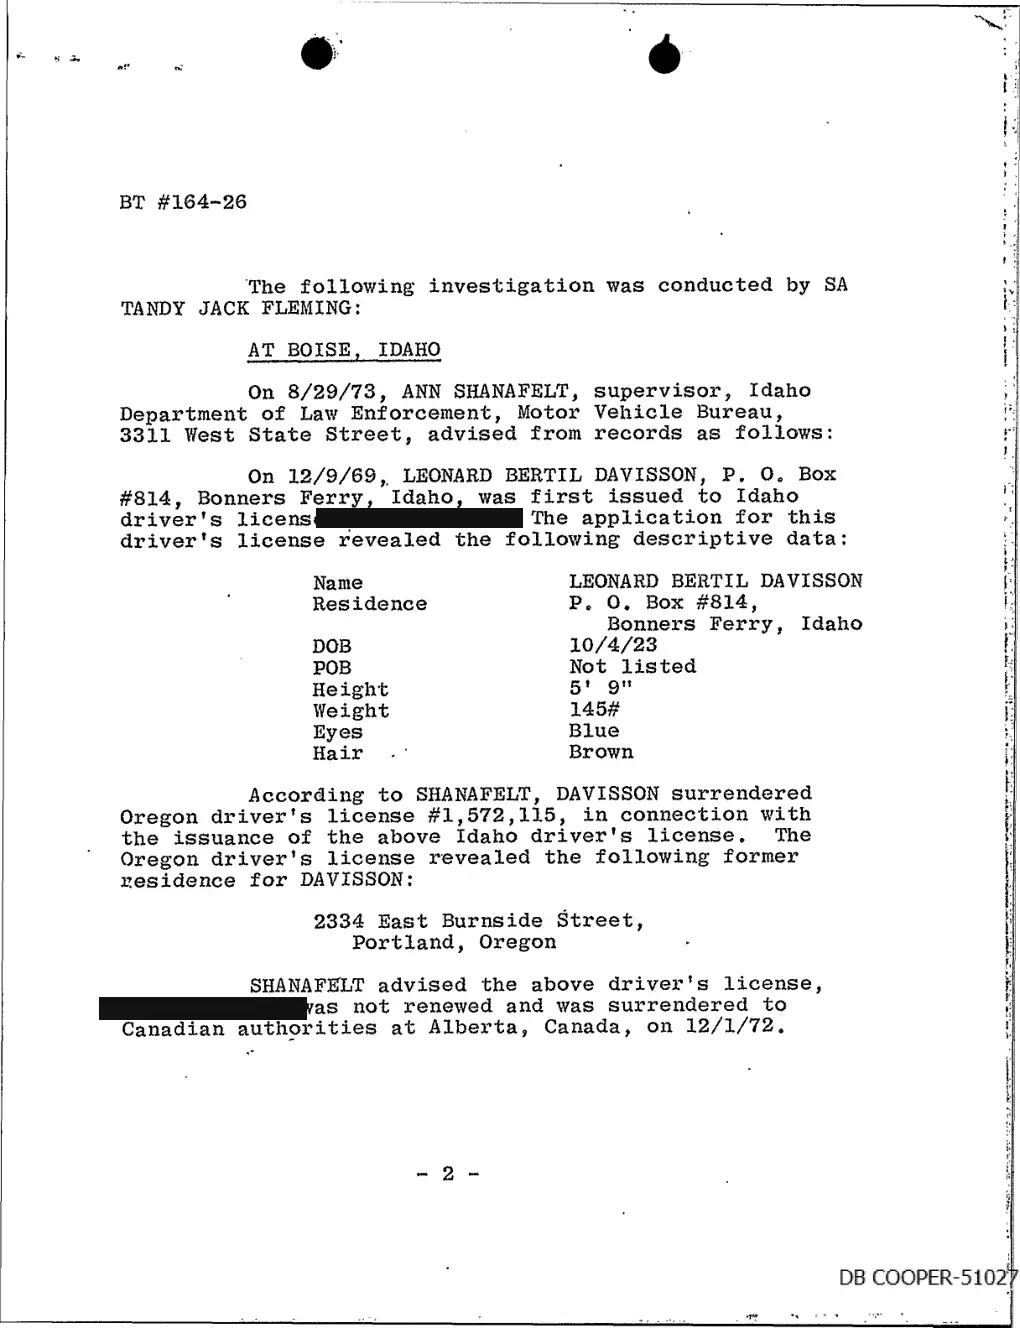 BT #164-26
The following investigation was conducted by SA
TANDY JACK FLEMING:
AT BOISE, IDAHO
On 8/29/73, ANN SHANAFELT, supervisor, Idaho
Department of Law Enforcement, Motor Vehicle Bureau,
3311 West State Street, advised from records as follows:
On 12/9/69, LEONARD BERTIL DAVISSON, P. O. Box
#814, Bonners Ferry, Idaho, was first issued to Idaho
driver's licens The application for this
driver's license revealed the following descriptive data:
Name LEONARD BERTIL DAVISSON
Residence P. O. Box #814,
Bonners Ferry, Idaho
DOB 10/4/23
POB Not listed
Height 5' 9"
Weight 145#
Eyes Blue
Hair Brown
According to SHANAFELT, DAVISSON surrendered
Oregon driver's license #1,572,115, in connection with
the issuance of the above Idaho driver's license. The
Oregon driver's license revealed the following former
residence for DAVISSON:
2334 East Burnside Street,
Portland, Oregon
SHANAFELT advised the above driver's license,
was not renewed and was surrendered to
Canadian authorities at Alberta, Canada, on 12/1/72.
- 2 -
DB COOPER-51027